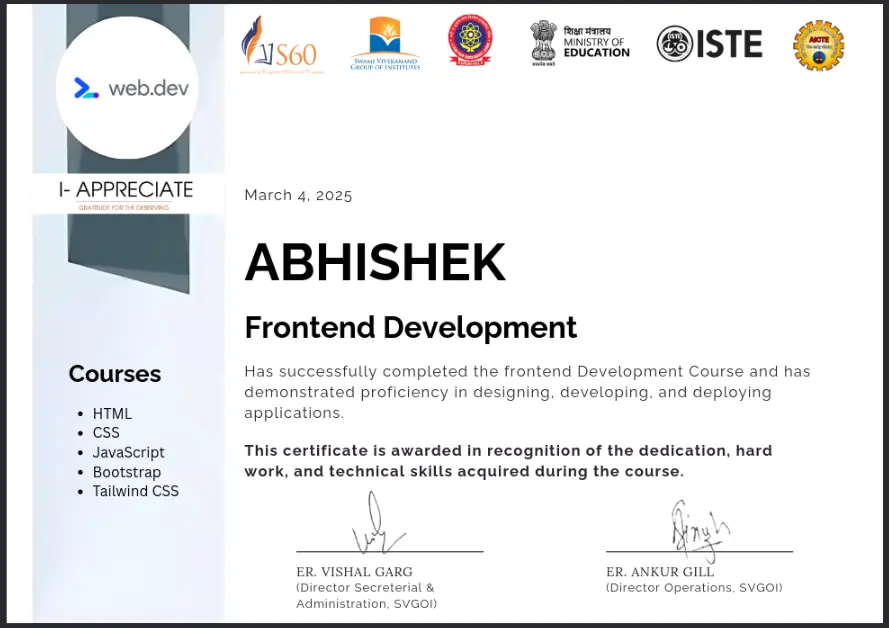 web.dev
I- APPRECIATE
GRATITUDE FOR THE DESERVING
VS60
SWAMI VIVEKANAND
GROUP OF INSTITUTES
शिक्षा मंत्रालय
MINISTRY OF
EDUCATION
सत्यमेव जयते
ISTE
AICTE
March 4, 2025
ABHISHEK
Frontend Development
Has successfully completed the frontend Development Course and has
demonstrated proficiency in designing, developing, and deploying
applications.
This certificate is awarded in recognition of the dedication, hard
work, and technical skills acquired during the course.
Courses
• HTML
• CSS
• JavaScript
• Bootstrap
• Tailwind CSS
ER. VISHAL GARG
(Director Secreterial &
Administration, SVGOI)
ER. ANKUR GILL
(Director Operations, SVGOI)